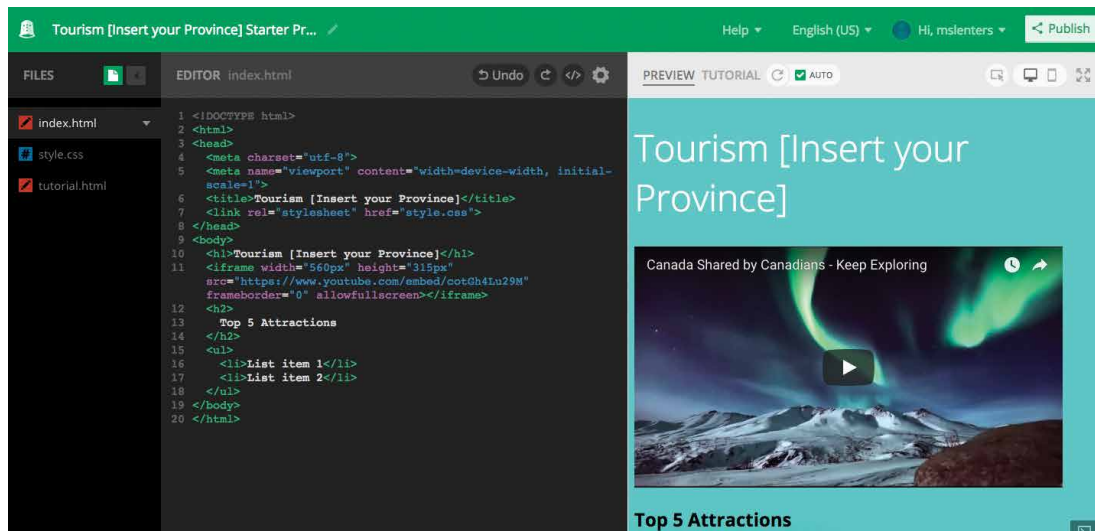 Tourism [Insert your Province] Starter Pr...
Help
English (US)
Hi, mslenters
Publish
FILES
EDITOR index.html
Undo
</>
PREVIEW TUTORIAL
AUTO
index.html
style.css
tutorial.html
1 <!DOCTYPE html>
2 <html>
3 <head>
4 <meta charset="utf-8">
5 <meta name="viewport" content="width=device-width, initial-
scale=1">
6 <title>Tourism [Insert your Province]</title>
7 <link rel="stylesheet" href="style.css">
8 </head>
9 <body>
10 <h1>Tourism [Insert your Province]</h1>
11 <iframe width="560px" height="315px"
src="https://www.youtube.com/embed/cotGh4Lu29M"
frameborder="0" allowfullscreen></iframe>
12 <h2>
13 Top 5 Attractions
14 </h2>
15 <ul>
16 <li>List item 1</li>
17 <li>List item 2</li>
18 </ul>
19 </body>
20 </html>
Tourism [Insert your
Province]
Canada Shared by Canadians - Keep Exploring
Top 5 Attractions